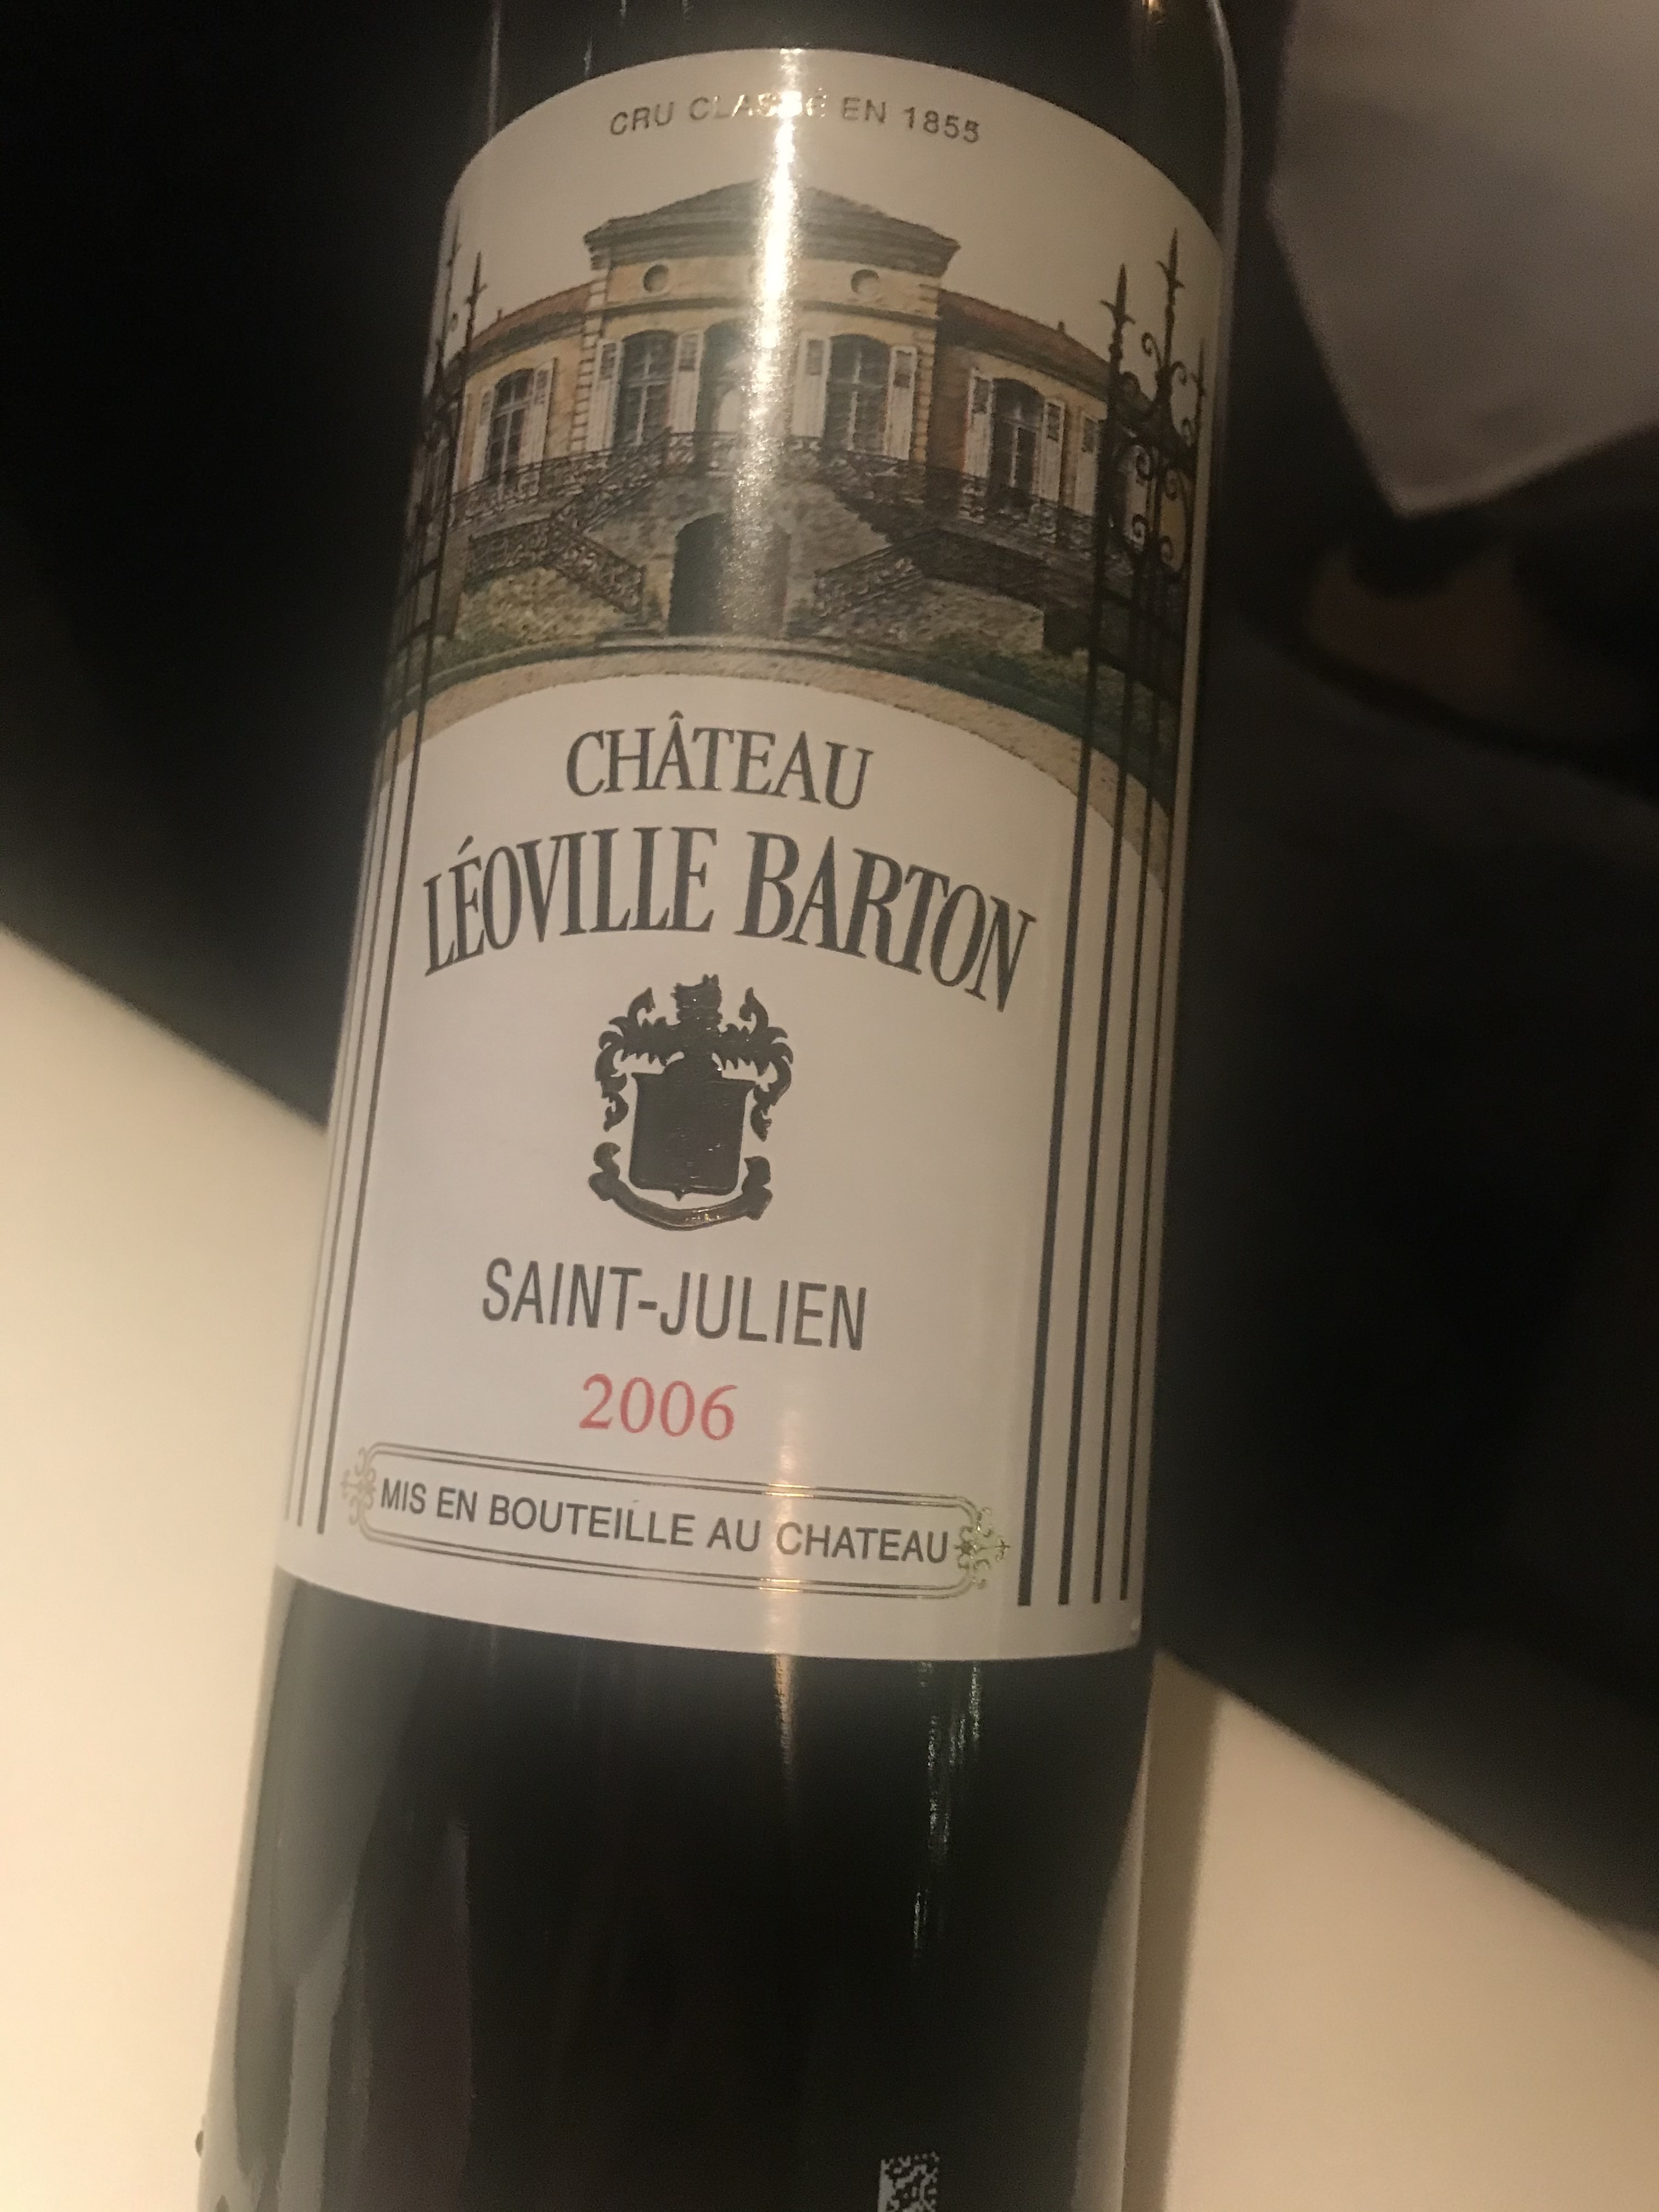 CRU CLASSÉ EN 1855
CHÂTEAU
LÉOVILLE BARTON
SAINT-JULIEN
2006
MIS EN BOUTEILLE AU CHATEAU